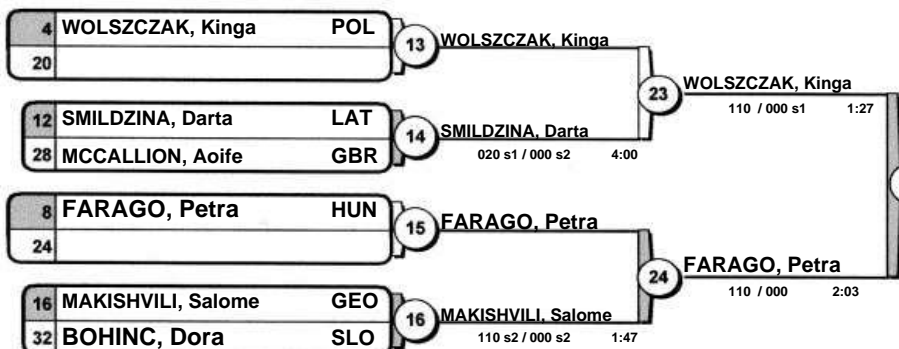 4 WOLSZCZAK, Kinga POL
20
13 WOLSZCZAK, Kinga
12 SMILDZINA, Darta LAT
28 MCCALLION, Aoife GBR
14 SMILDZINA, Darta
020 s1 / 000 s2 4:00
23 WOLSZCZAK, Kinga
110 / 000 s1 1:27
8 FARAGO, Petra HUN
24
15 FARAGO, Petra
16 MAKISHVILI, Salome GEO
32 BOHINC, Dora SLO
16 MAKISHVILI, Salome
110 s2 / 000 s2 1:47
24 FARAGO, Petra
110 / 000 2:03